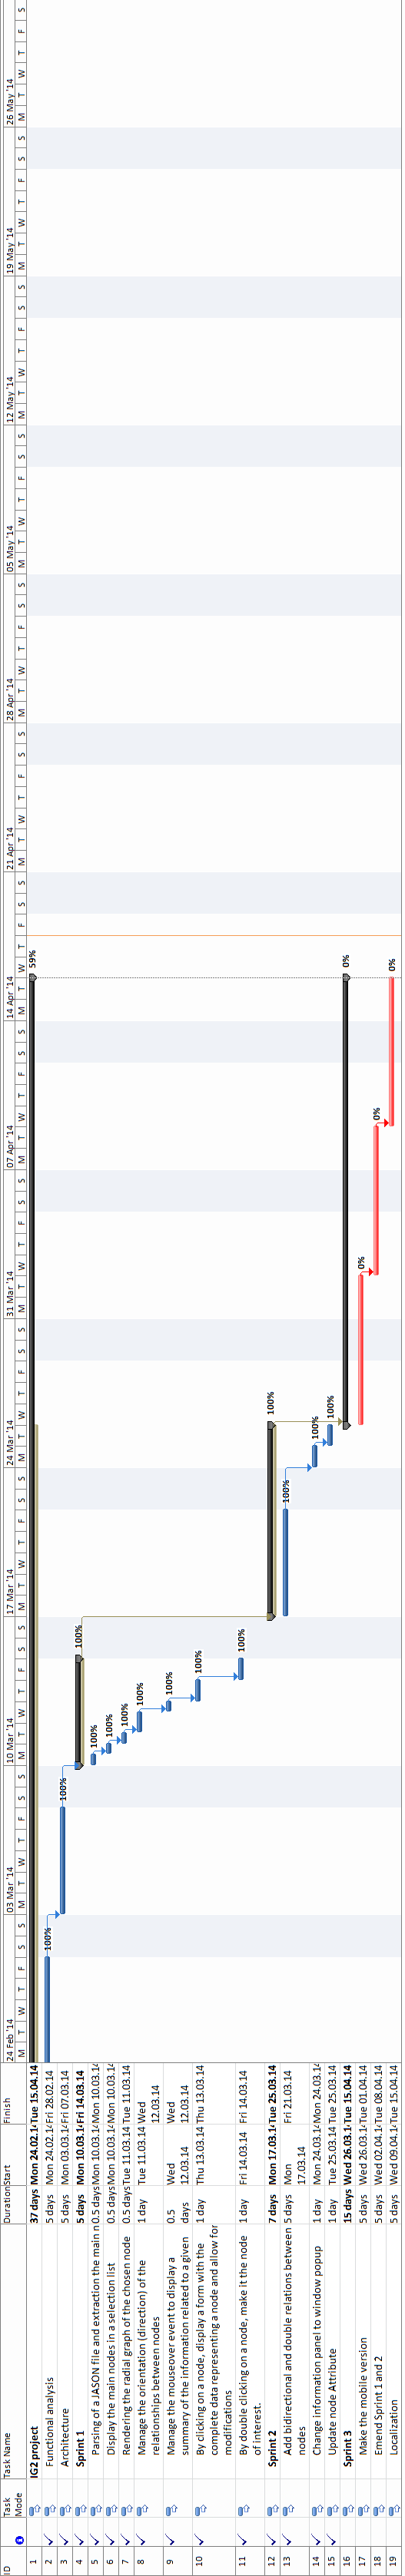 ID Task Mode Task Name Duration Start Finish 24 Feb '14 03 Mar '14 10 Mar '14 17 Mar '14 24 Mar '14 31 Mar '14 07 Apr '14 14 Apr '14 21 Apr '14 28 Apr '14 05 May '14 12 May '14 19 May '14 26 May '14
M T W T F S S M T W T F S S M T W T F S S M T W T F S S M T W T F S S M T W T F S S M T W T F S S M T W T F S S M T W T F S S M T W T F S S M T W T F S S M T W T F S S M T W T F S S M T W T F S
1 IG2 project 37 days Mon 24.02.14 Tue 15.04.14 59%
2 Functional analysis 5 days Mon 24.02.14 Fri 28.02.14 100%
3 Architecture 5 days Mon 03.03.14 Fri 07.03.14 100%
4 Sprint 1 5 days Mon 10.03.14 Fri 14.03.14 100%
5 Parsing of a JASON file and extraction the main n 0.5 days Mon 10.03.14 Mon 10.03.14 100%
6 Display the main nodes in a selection list 0.5 days Mon 10.03.14 Mon 10.03.14 100%
7 Rendering the radial graph of the chosen node 0.5 days Tue 11.03.14 Tue 11.03.14 100%
8 Manage the orientation (direction) of the 1 day Tue 11.03.14 Wed 100%
relationships between nodes 12.03.14
9 Manage the mouseover event to display a 0.5 Wed Wed 100%
summary of the information related to a given days 12.03.14 12.03.14
10 By clicking on a node, display a form with the 1 day Thu 13.03.14 Thu 13.03.14 100%
complete data representing a node and allow for
modifications
11 By double clicking on a node, make it the node 1 day Fri 14.03.14 Fri 14.03.14 100%
of interest.
12 Sprint 2 7 days Mon 17.03.14 Tue 25.03.14 100%
13 Add bidirectional and double relations between 5 days Mon Fri 21.03.14 100%
nodes 17.03.14
14 Change information panel to window popup 1 day Mon 24.03.14 Mon 24.03.14 100%
15 Update node Attribute 1 day Tue 25.03.14 Tue 25.03.14 100%
16 Sprint 3 15 days Wed 26.03.14 Tue 15.04.14 0%
17 Make the mobile version 5 days Wed 26.03.14 Tue 01.04.14 0%
18 Emend Sprint 1 and 2 5 days Wed 02.04.14 Tue 08.04.14 0%
19 Localization 5 days Wed 09.04.14 Tue 15.04.14 0%